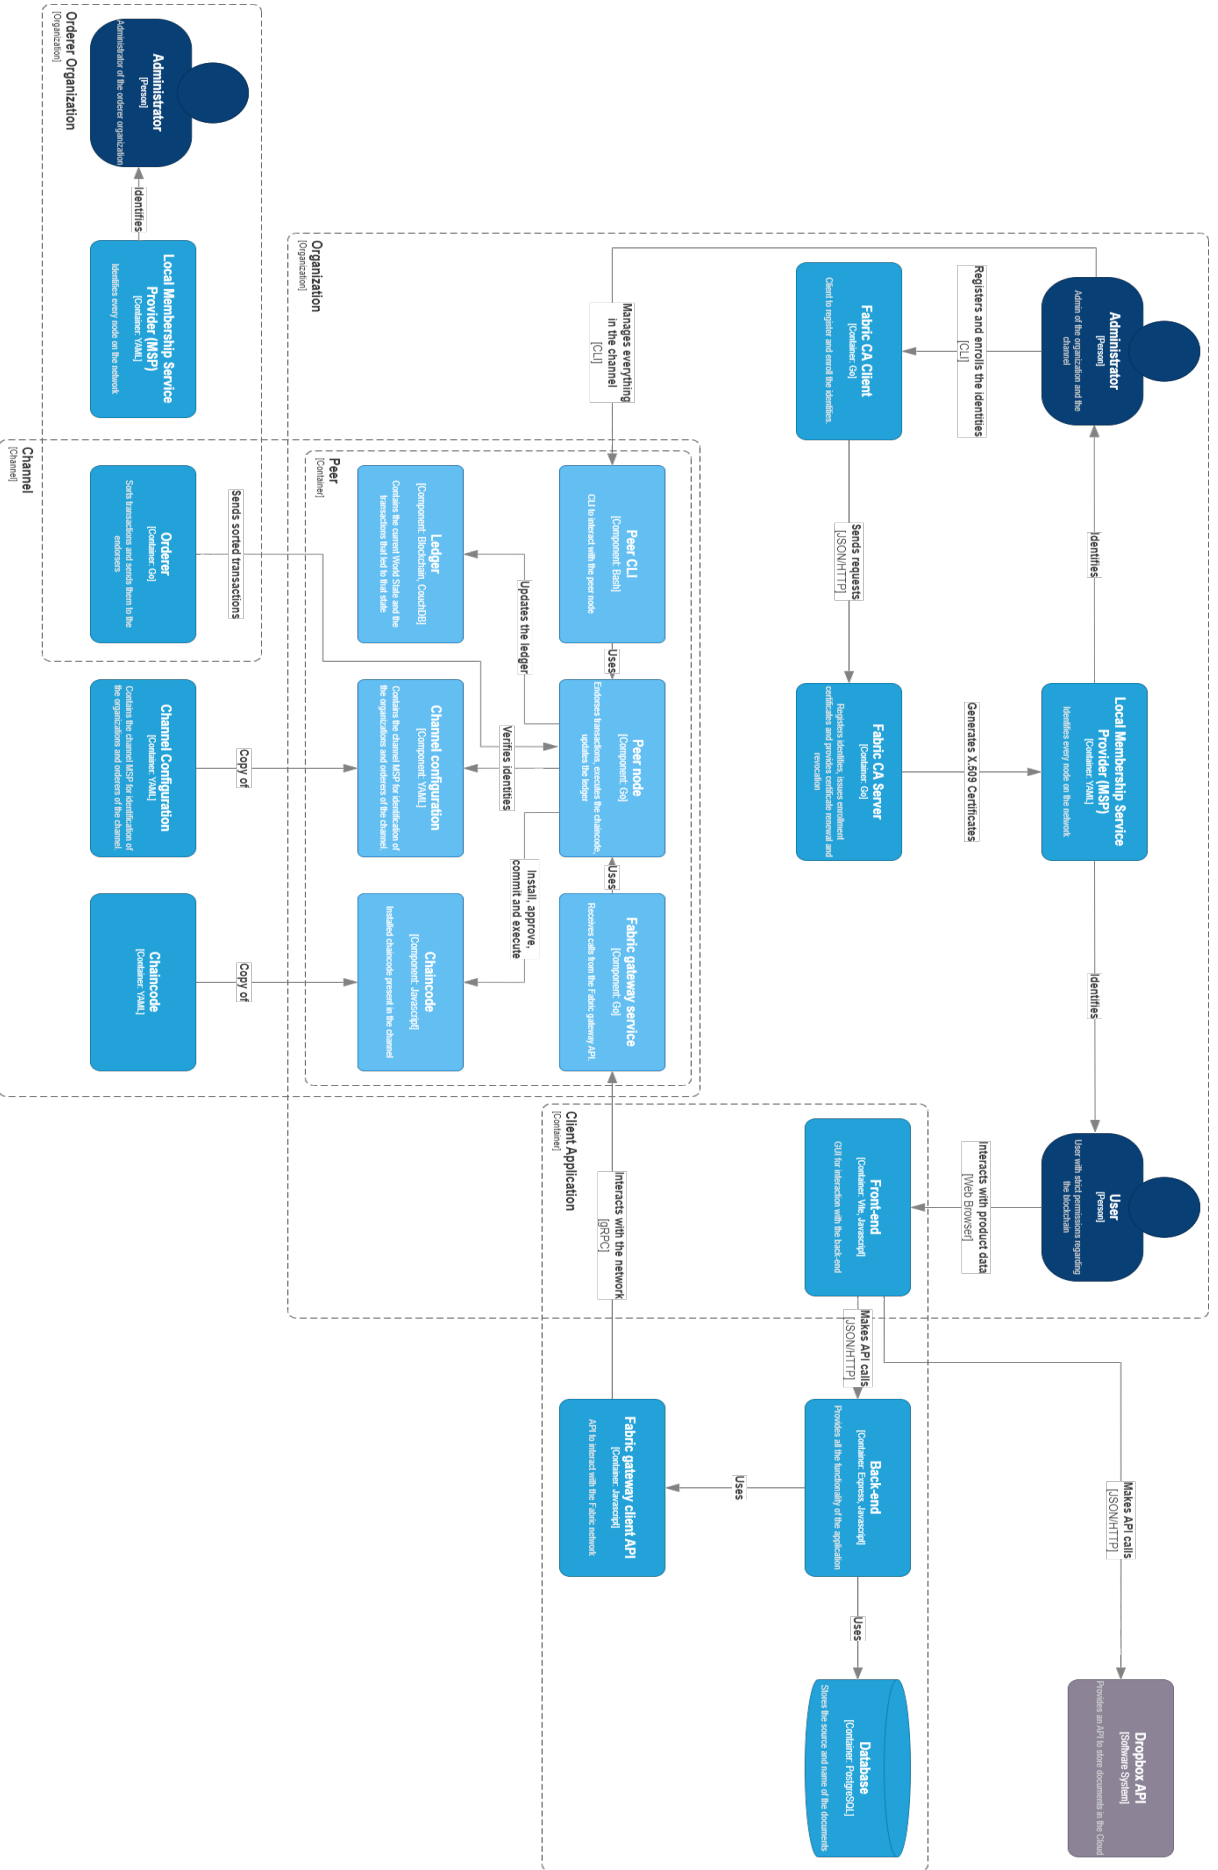 Administrator
[Person]
Admin of the organization and the
channel
Identifies
Local Membership Service
Provider (MSP)
[Container: YAML]
Identifies every node on the network
Identifies
User
[Person]
User with strict permissions regarding
the blockchain
Makes API calls
[JSON/HTTP]
Dropbox API
[Software System]
Provides an API to store documents in the Cloud
Registers and enrolls the identities
[CLI]
Generates X.509 Certificates
Interacts with product data
[Web Browser]
Fabric CA Client
[Container: Go]
Client to register and enroll the identities.
Sends requests
[JSON/HTTP]
Fabric CA Server
[Container: Go]
Registers identities, issues enrollment
certificates and provides certificate renewal and
revocation
Front-end
[Container: Vite, Javascript]
GUI for interaction with the back-end
Makes API calls
[JSON/HTTP]
Back-end
[Container: Express, Javascript]
Provides all the functionality of the application
Uses
Database
[Container: PostgreSQL]
Stores the source and name of the documents
Manages everything
in the channel
[CLI]
Uses
Peer CLI
[Component: Bash]
CLI to interact with the peer node
Uses
Peer node
[Component: Go]
Endorses transactions, executes the chaincode,
updates the ledger
Uses
Fabric gateway service
[Component: Go]
Receives calls from the Fabric gateway API.
Interacts with the network
[gRPC]
Fabric gateway client API
[Container: Javascript]
API to interact with the Fabric network
Client Application
[Container]
Updates the ledger
Verifies identities
Install, approve,
commit and execute
Ledger
[Component: Blockchain, CouchDB]
Contains the current World State and the
transactions that led to that state
Channel configuration
[Component: YAML]
Contains the channel MSP for identification of
the organizations and orderers of the channel.
Chaincode
[Component: Javascript]
Installed chaincode present in the channel
Peer
[Container]
Organization
[Organization]
Sends sorted transactions
Copy of
Copy of
Administrator
[Person]
Administrator of the orderer organization
Identifies
Local Membership Service
Provider (MSP)
[Container: YAML]
Identifies every node on the network
Orderer
[Container: Go]
Sorts transactions and sends them to the
endorsers
Channel Configuration
[Container: YAML]
Contains the channel MSP for identification of
the organizations and orderers of the channel.
Chaincode
[Container: YAML]
Orderer Organization
[Organization]
Channel
[Channel]